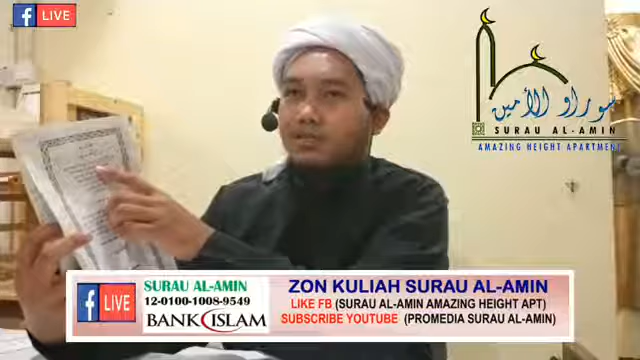 f LIVE
سوراو الأمين
SURAU AL-AMIN
AMAZING HEIGHT APARTMENT
f LIVE
SURAU AL-AMIN
12-0100-1008-9549
BANK ISLAM
ZON KULIAH SURAU AL-AMIN
LIKE FB (SURAU AL-AMIN AMAZING HEIGHT APT)
SUBSCRIBE YOUTUBE (PROMEDIA SURAU AL-AMIN)